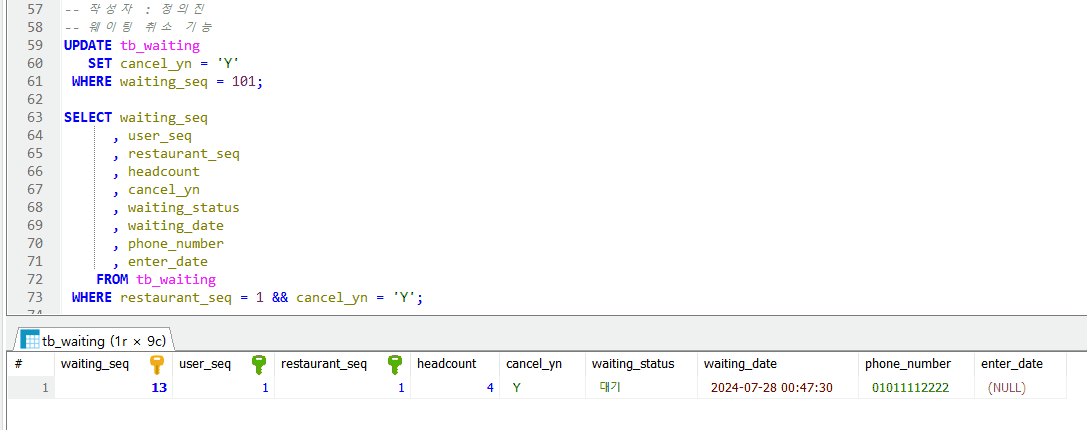 57 -- 작성자 : 정의진
58 -- 웨이팅 취소 기능
59 UPDATE tb_waiting
60 SET cancel_yn = 'Y'
61 WHERE waiting_seq = 101;
62
63 SELECT waiting_seq
64 , user_seq
65 , restaurant_seq
66 , headcount
67 , cancel_yn
68 , waiting_status
69 , waiting_date
70 , phone_number
71 , enter_date
72 FROM tb_waiting
73 WHERE restaurant_seq = 1 && cancel_yn = 'Y';
74
tb_waiting (1r × 9c)
# waiting_seq user_seq restaurant_seq headcount cancel_yn waiting_status waiting_date phone_number enter_date
1 13 1 1 4 Y 대기 2024-07-28 00:47:30 01011112222 (NULL)